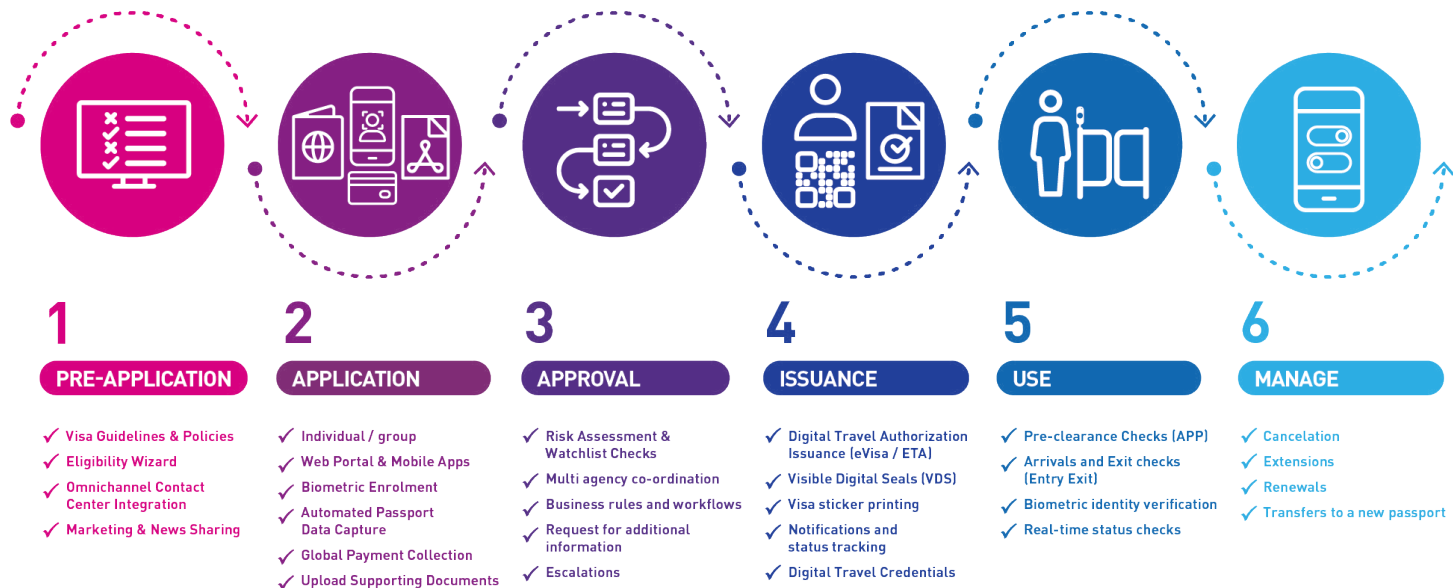 1
PRE-APPLICATION
Visa Guidelines & Policies
Eligibility Wizard
Omnichannel Contact
Center Integration
Marketing & News Sharing
2
APPLICATION
Individual / group
Web Portal & Mobile Apps
Biometric Enrolment
Automated Passport
Data Capture
Global Payment Collection
Upload Supporting Documents
3
APPROVAL
Risk Assessment &
Watchlist Checks
Multi agency co-ordination
Business rules and workflows
Request for additional
information
Escalations
4
ISSUANCE
Digital Travel Authorization
Issuance (eVisa / ETA)
Visible Digital Seals (VDS)
Visa sticker printing
Notifications and
status tracking
Digital Travel Credentials
5
USE
Pre-clearance Checks (APP)
Arrivals and Exit checks
(Entry Exit)
Biometric identity verification
Real-time status checks
6
MANAGE
Cancelation
Extensions
Renewals
Transfers to a new passport